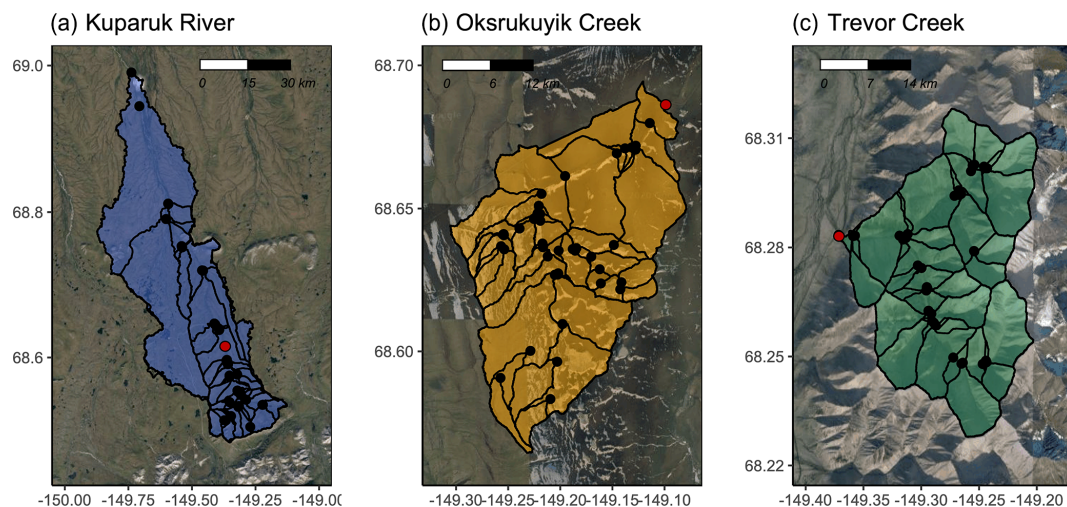 (a) Kuparuk River
(b) Oksrukuyik Creek
(c) Trevor Creek
0 15 30 km
69.0
68.8
68.6
-150.00 -149.75 -149.50 -149.25 -149.0
0 6 12 km
68.70
68.65
68.60
-149.30 -149.25 -149.20 -149.15 -149.10
0 7 14 km
68.31
68.28
68.25
68.22
-149.40 -149.35 -149.30 -149.25 -149.20